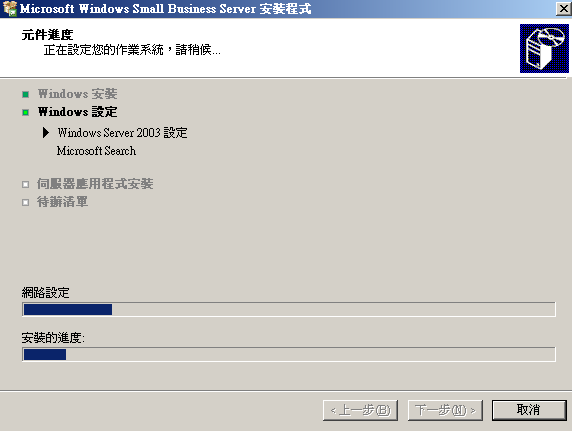 Microsoft Windows Small Business Server 安裝程式
元件進度
正在設定您的作業系統，請稍候...
Windows 安裝
Windows 設定
Windows Server 2003 設定
Microsoft Search
伺服器應用程式安裝
待辦清單
網路設定
安裝的進度:
< 上一步(B)
下一步(N) >
取消